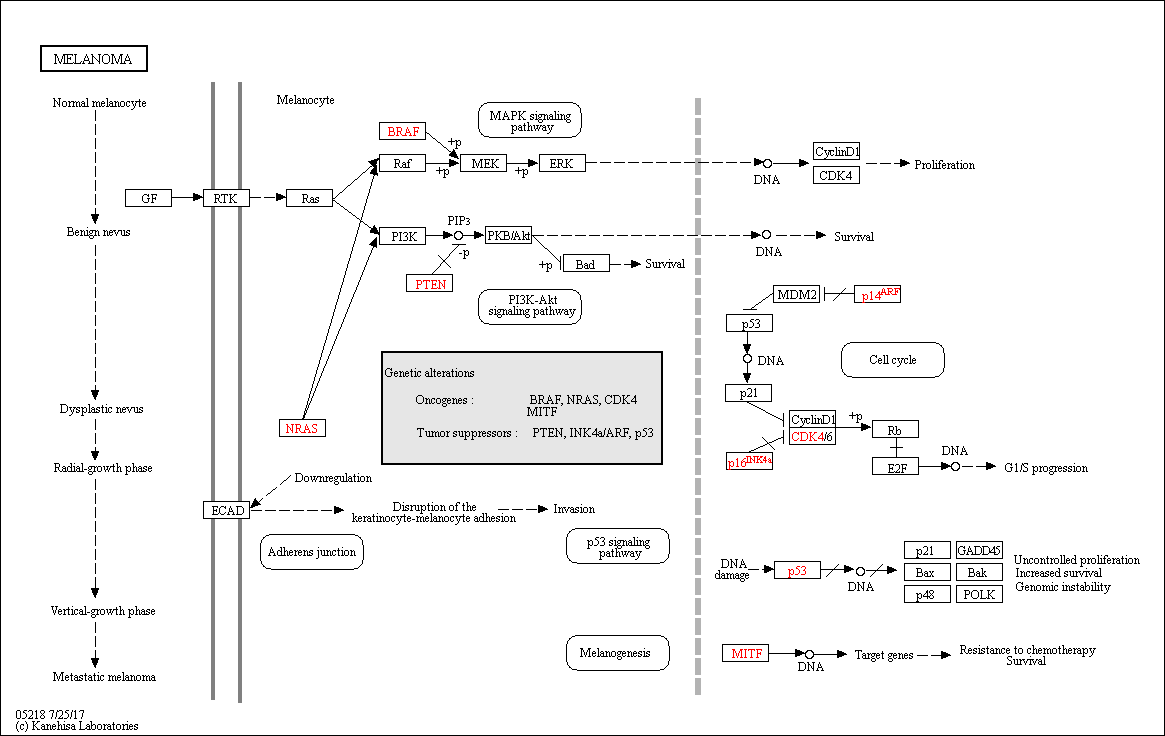 MELANOMA
Normal melanocyte
Melanocyte
MAPK signaling
pathway
BRAF
+p
Raf
+p
MEK
+p
ERK
DNA
CyclinD1
CDK4
Proliferation
GF
RTK
Ras
Benign nevus
PI3K
PIP3
-p
PKB/Akt
DNA
Survival
+p
Bad
Survival
PTEN
PI3K-Akt
signaling pathway
MDM2
p14ARF
p53
DNA
Cell cycle
p21
Genetic alterations
Oncogenes :
BRAF, NRAS, CDK4
MITF
Tumor suppressors :
PTEN, INK4a/ARF, p53
Dysplastic nevus
NRAS
CyclinD1
CDK4/6
+p
Rb
p16INK4a
E2F
DNA
G1/S progression
Radial-growth phase
Downregulation
ECAD
Disruption of the
keratinocyte-melanocyte adhesion
Invasion
Adherens junction
p53 signaling
pathway
DNA
damage
p53
DNA
p21
GADD45
Bax
Bak
p48
POLK
Uncontrolled proliferation
Increased survival
Genomic instability
Vertical-growth phase
Melanogenesis
MITF
DNA
Target genes
Resistance to chemotherapy
Survival
Metastatic melanoma
05218 7/25/17
(c) Kanehisa Laboratories